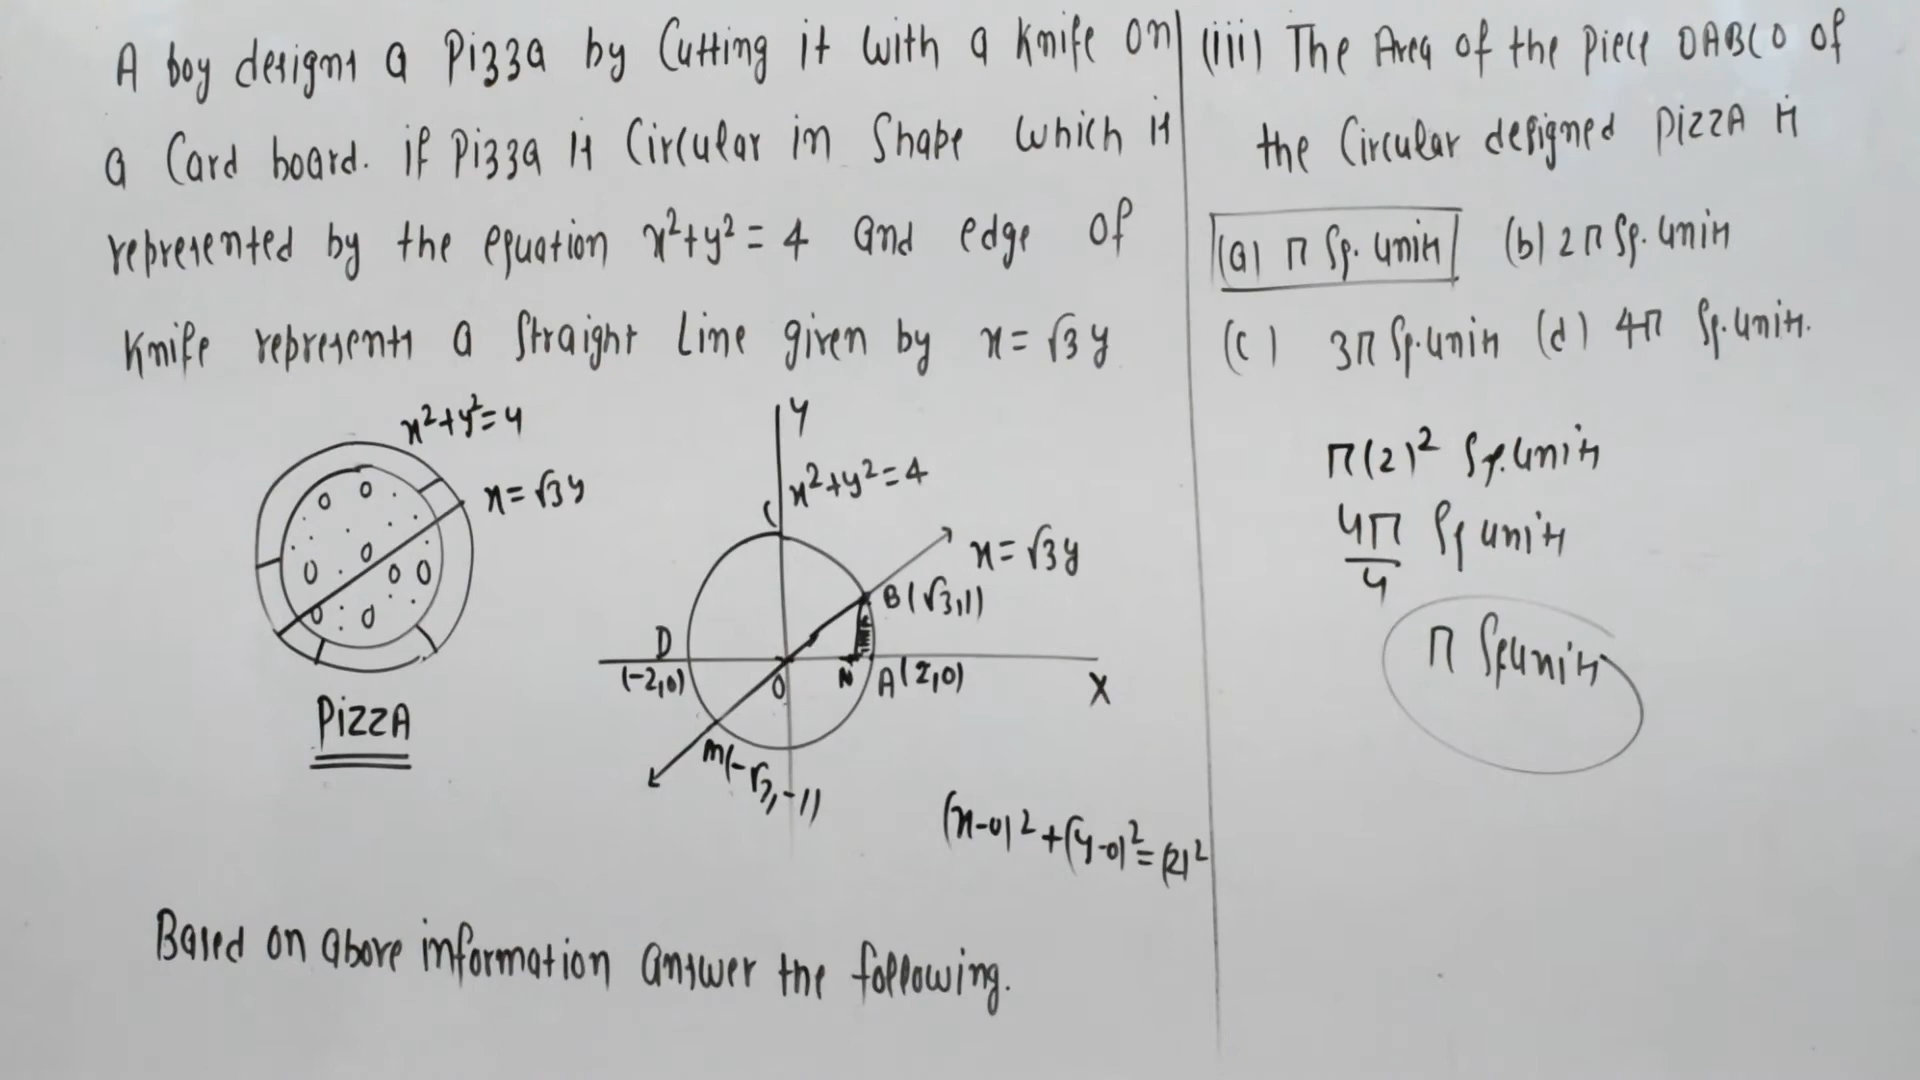 A boy designs a Pizza by Cutting it with a Knife on
a Card board. if Pizza is Circular in Shape which is
represented by the equation x²+y² = 4 and edge of
Knife represents a Straight Line given by x = √3 y
x²+y²=4
x=√3y
PIZZA
Y
x²+y²=4
C
x=√3y
B(√3,1)
D
(-2,0)
O
N
A(2,0)
X
M(-√3,-1)
(x-0)²+(y-0)²=(2)²
Based on above information answer the following.
(iii) The Area of the piece OABCO of
the Circular designed PIZZA is
(a) π Sq. units (b) 2π Sq. units
(c) 3π Sq. units (d) 4π Sq. units.
π(2)² Sq. units
4π/4 Sq units
π Sq units